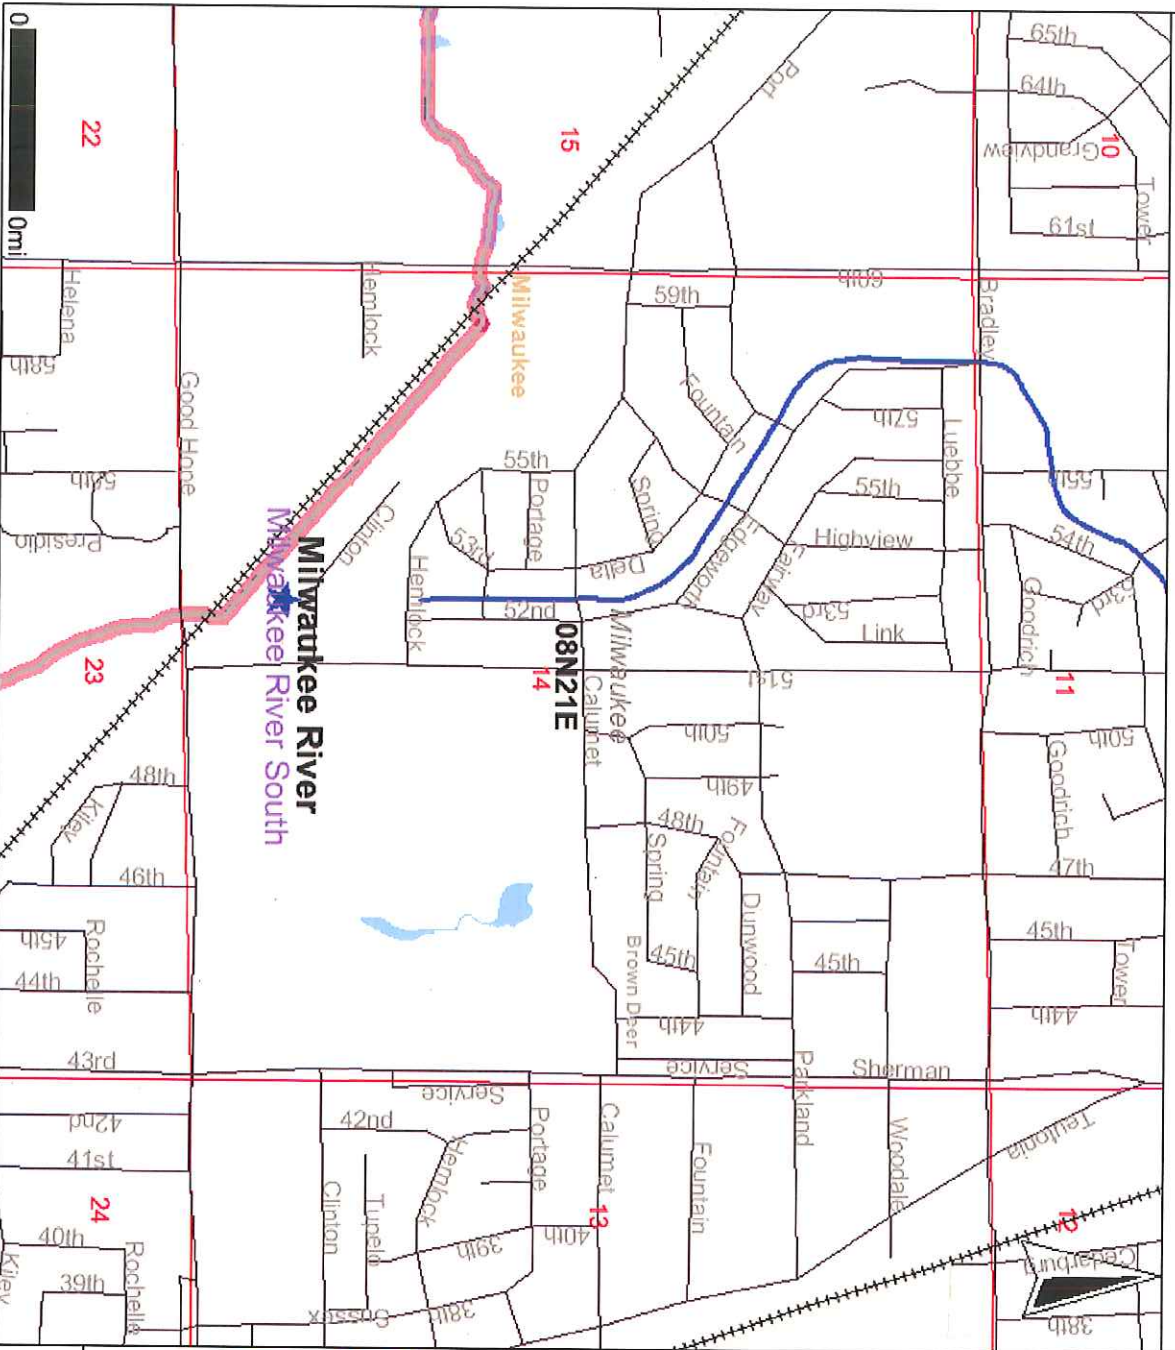 65th
64th
Grandview
10
Tower
61st
Port
15
22
0
0mi
60th
Bradley
59th
Milwaukee
Hemlock
Helena
58th
Good Hope
Fountain
57th
Luebbe
55th
54th
53rd
55th
Highview
Fairway
53rd
Link
Edgeworth
Spring
Delta
55th
Portage
53rd
Hemlock
52nd
Clinton
56th
Presidio
Milwaukee River
Milwaukee River South
08N21E
14
Milwaukee
Calumet
51st
11
Goodrich
23
50th
50th
Goodrich
49th
48th
Fountain
Spring
47th
48th
Kiley
46th
Dunwood
45th
45th
45th
Tower
44th
Brown Deer
44th
45th
Rochelle
44th
43rd
Service
Sherman
Service
Parkland
42nd
Portage
Calumet
Fountain
Woodale
Teutonia
42nd
41st
Hemlock
Clinton
Tupelo
24
13
12
40th
40th
39th
Kiley
39th
Rochelle
Sussex
38th
Cedarburg
38th